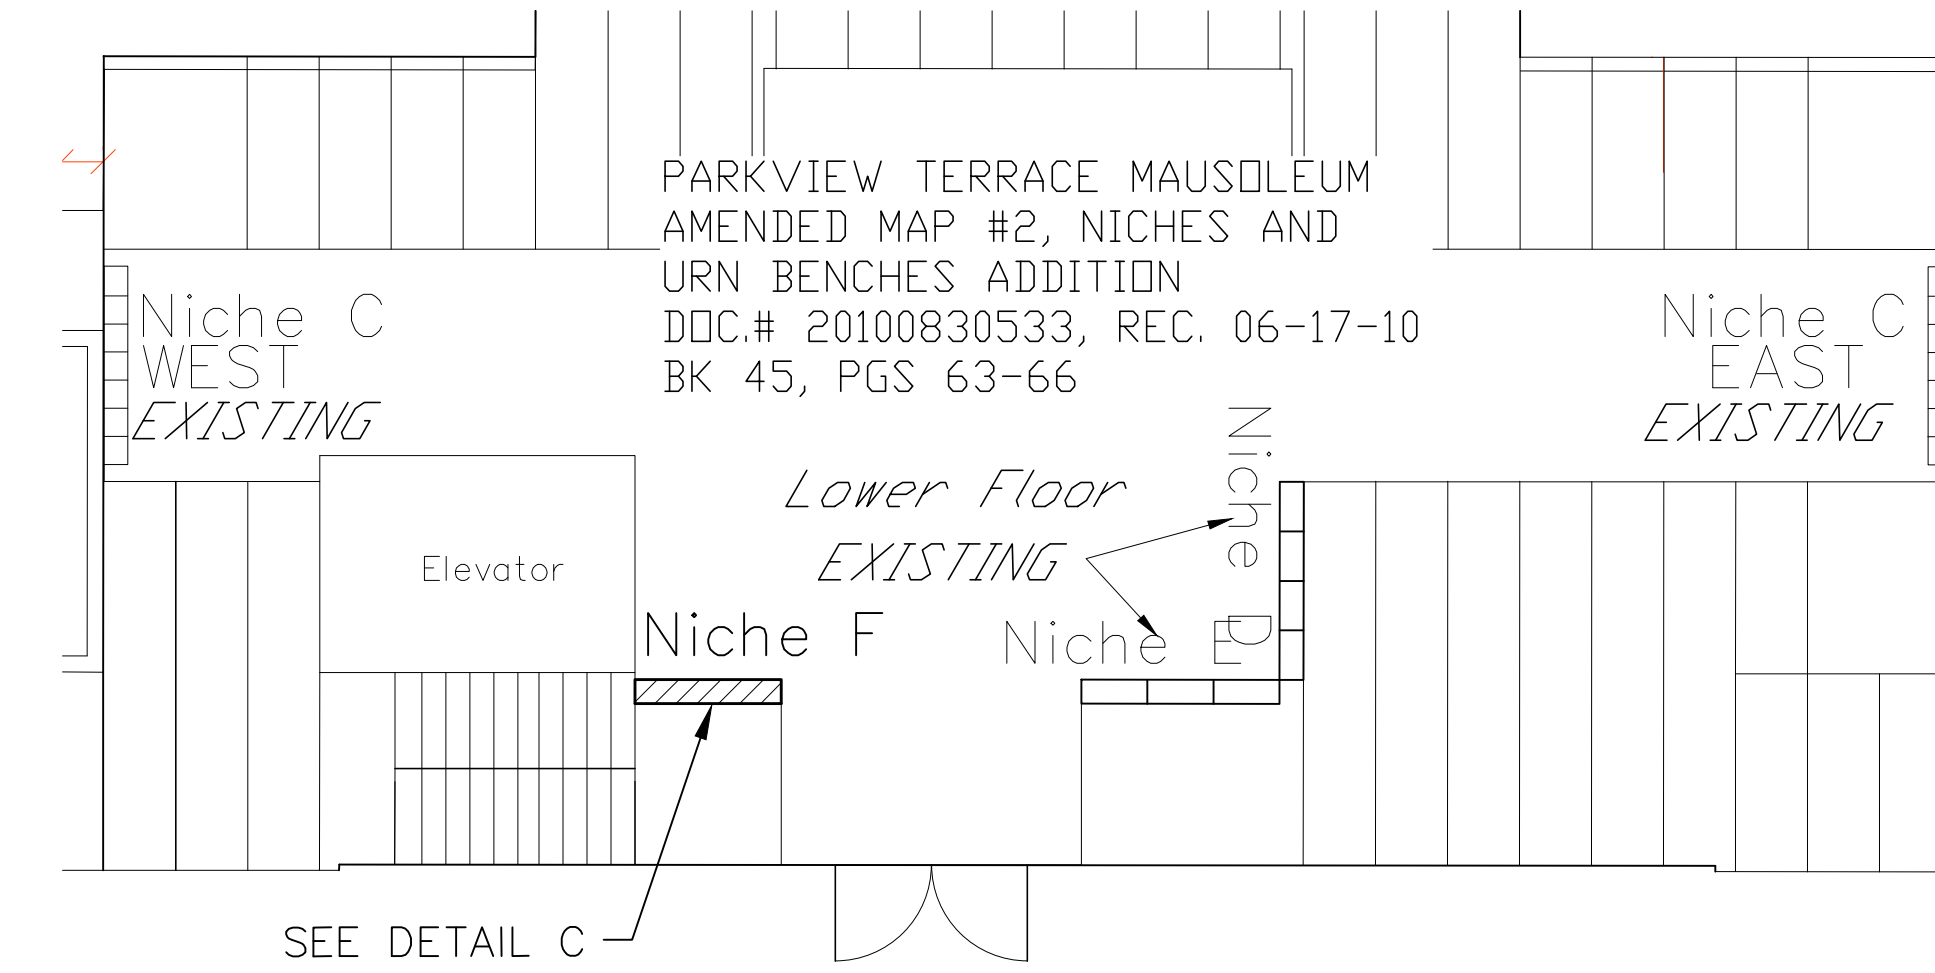 PARKVIEW TERRACE MAUSOLEUM
AMENDED MAP #2, NICHES AND
URN BENCHES ADDITION
DOC.# 20100830533, REC. 06-17-10
BK 45, PGS 63-66
Niche C
WEST
EXISTING
Niche C
EAST
EXISTING
Lower Floor
EXISTING
Niche D
Elevator
Niche F
Niche E
SEE DETAIL C